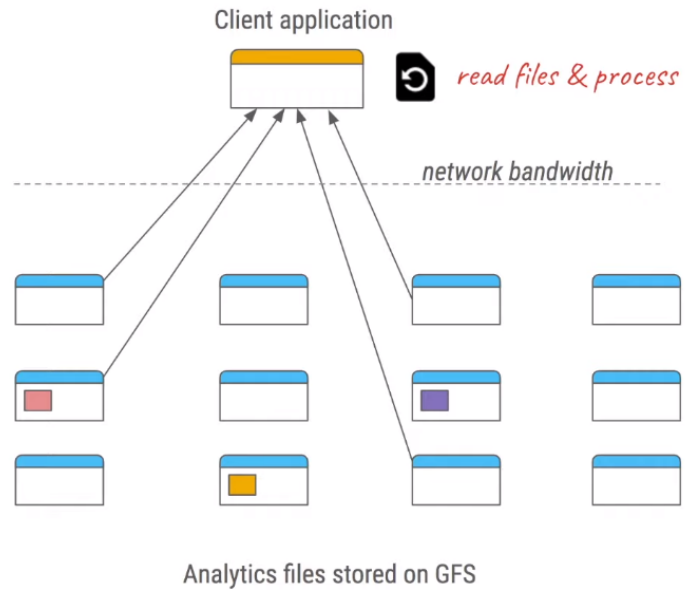 Client application
read files & process
network bandwidth
Analytics files stored on GFS